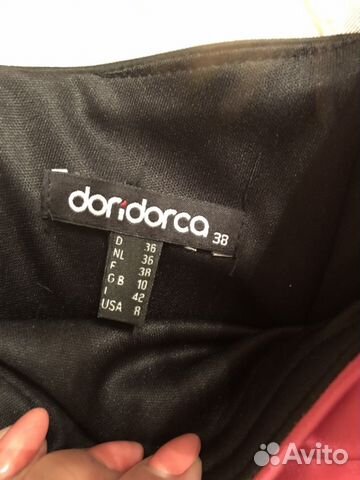 doridorca 38
D 36
NL 36
F 38
GB 10
I 42
USA 8
Avito